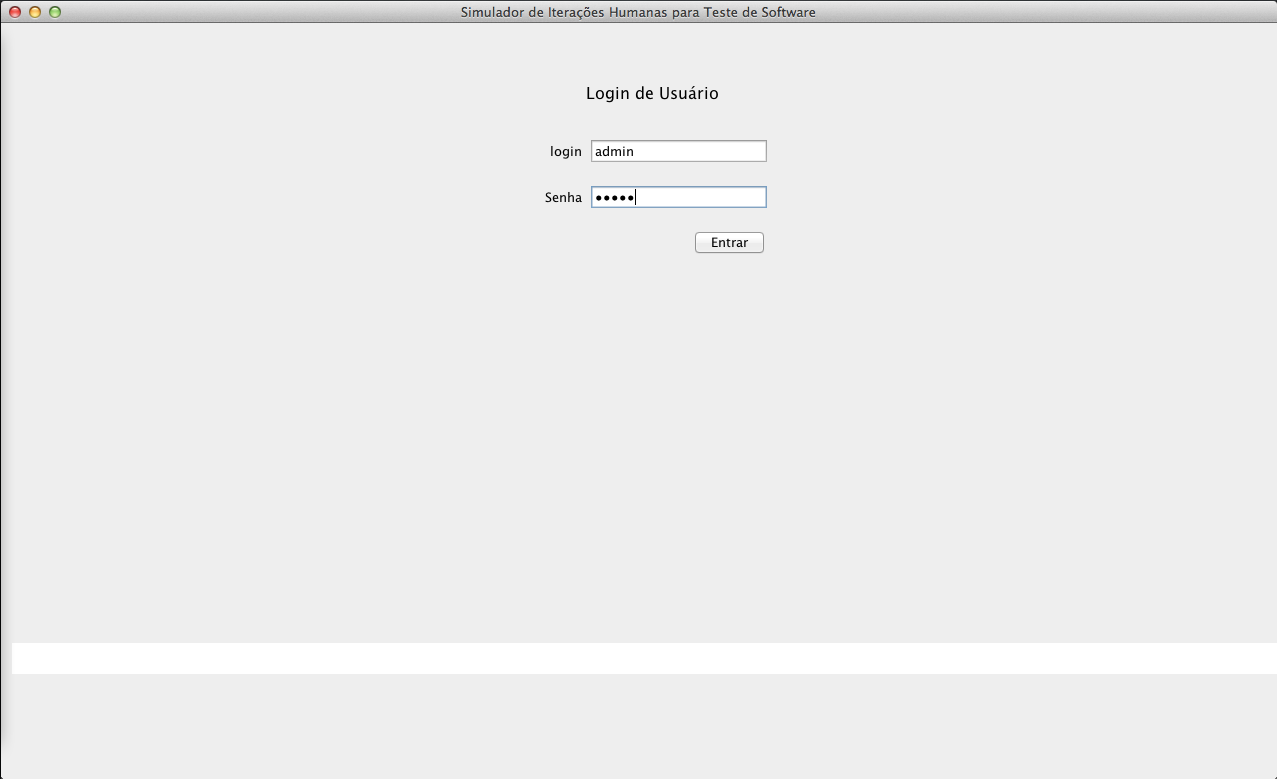 Simulador de Iterações Humanas para Teste de Software
Login de Usuário
login admin
Senha •••••
Entrar